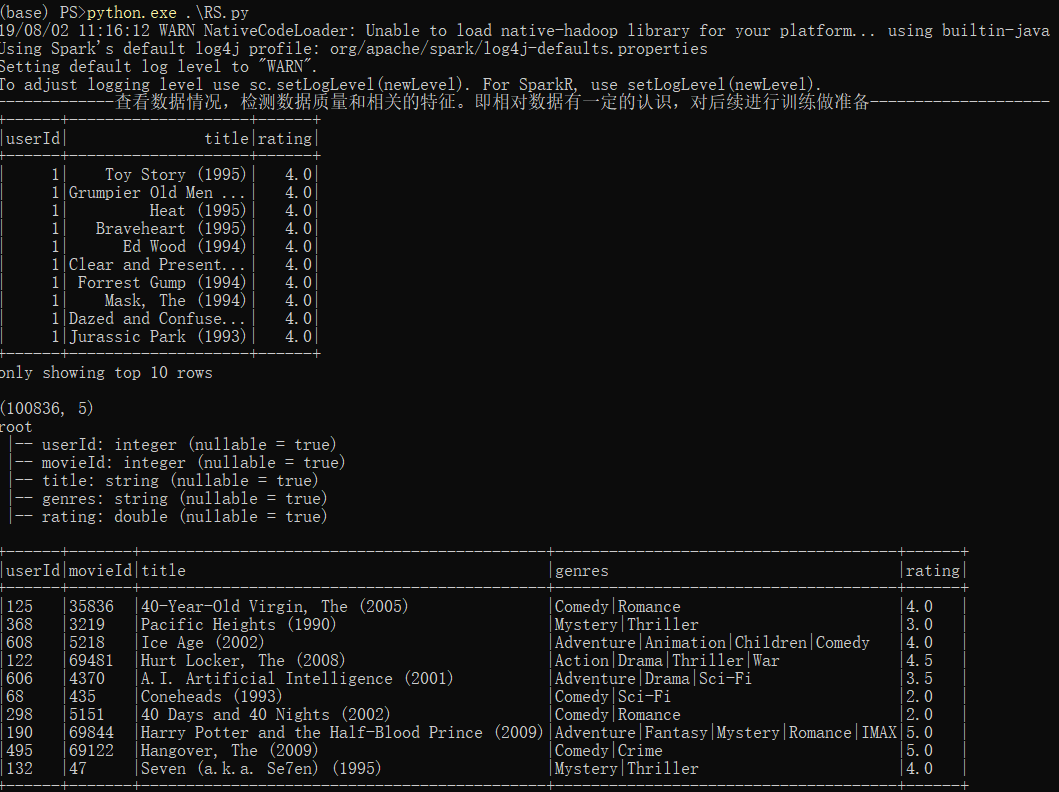 (base) PS>python.exe .\RS.py
19/08/02 11:16:12 WARN NativeCodeLoader: Unable to load native-hadoop library for your platform... using builtin-java
Using Spark's default log4j profile: org/apache/spark/log4j-defaults.properties
Setting default log level to "WARN".
To adjust logging level use sc.setLogLevel(newLevel). For SparkR, use setLogLevel(newLevel).
-------------查看数据情况，检测数据质量和相关的特征。即相对数据有一定的认识，对后续进行训练做准备--------------------
+------+--------------------+------+
|userId|               title|rating|
+------+--------------------+------+
|     1|    Toy Story (1995)|   4.0|
|     1|Grumpier Old Men ...|   4.0|
|     1|         Heat (1995)|   4.0|
|     1|   Braveheart (1995)|   4.0|
|     1|      Ed Wood (1994)|   4.0|
|     1|Clear and Present...|   4.0|
|     1| Forrest Gump (1994)|   4.0|
|     1|    Mask, The (1994)|   4.0|
|     1|Dazed and Confuse...|   4.0|
|     1|Jurassic Park (1993)|   4.0|
+------+--------------------+------+
only showing top 10 rows
(100836, 5)
root
 |-- userId: integer (nullable = true)
 |-- movieId: integer (nullable = true)
 |-- title: string (nullable = true)
 |-- genres: string (nullable = true)
 |-- rating: double (nullable = true)
+------+-------+---------------------------------------------+--------------------------------------+------+
|userId|movieId|title                                        |genres                                |rating|
+------+-------+---------------------------------------------+--------------------------------------+------+
|125   |35836  |40-Year-Old Virgin, The (2005)               |Comedy|Romance                        |4.0   |
|368   |3219   |Pacific Heights (1990)                       |Mystery|Thriller                      |3.0   |
|608   |5218   |Ice Age (2002)                               |Adventure|Animation|Children|Comedy   |4.0   |
|122   |69481  |Hurt Locker, The (2008)                      |Action|Drama|Thriller|War             |4.5   |
|606   |4370   |A.I. Artificial Intelligence (2001)          |Adventure|Drama|Sci-Fi                |3.5   |
|68    |435    |Coneheads (1993)                             |Comedy|Sci-Fi                         |2.0   |
|298   |5151   |40 Days and 40 Nights (2002)                 |Comedy|Romance                        |2.0   |
|190   |69844  |Harry Potter and the Half-Blood Prince (2009)|Adventure|Fantasy|Mystery|Romance|IMAX|5.0   |
|495   |69122  |Hangover, The (2009)                         |Comedy|Crime                          |5.0   |
|132   |47     |Seven (a.k.a. Se7en) (1995)                  |Mystery|Thriller                      |4.0   |
+------+-------+---------------------------------------------+--------------------------------------+------+